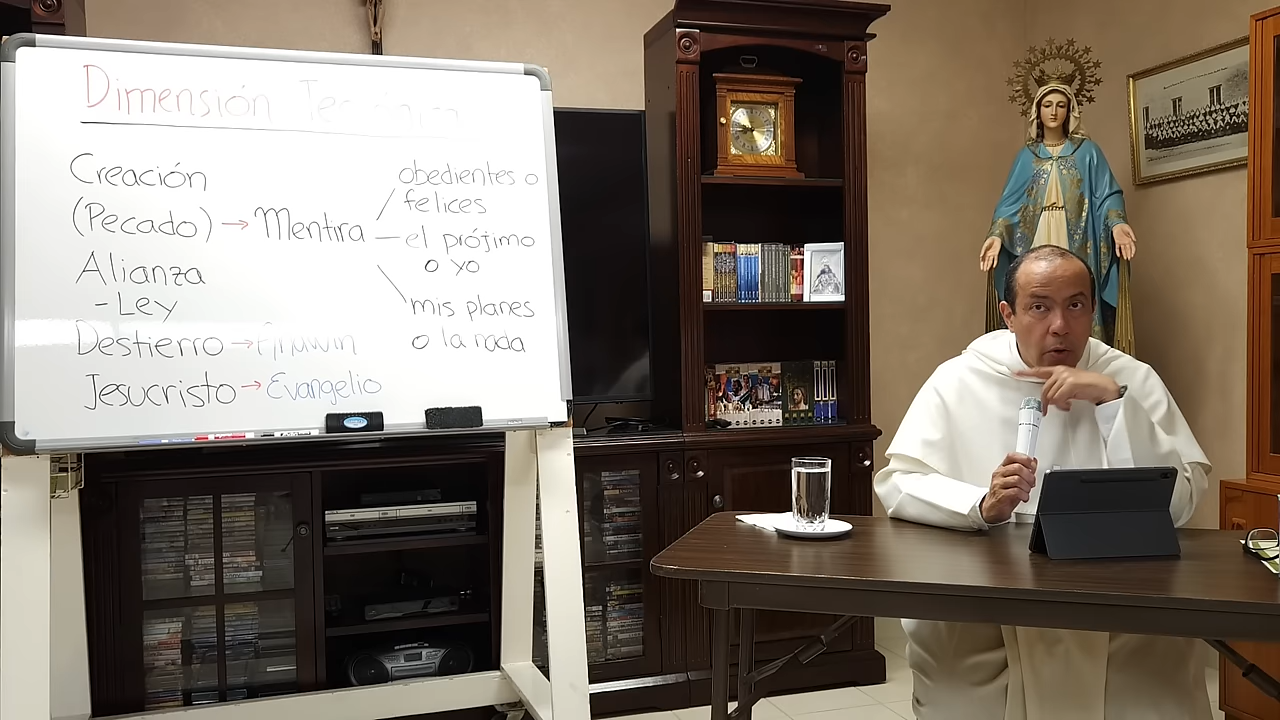 Dimensión
Creación
(Pecado) → Mentira
Alianza
- Ley
Destierro →
Jesucristo → Evangelio
obedientes o
felices
el prójimo
o yo
mis planes
o la nada